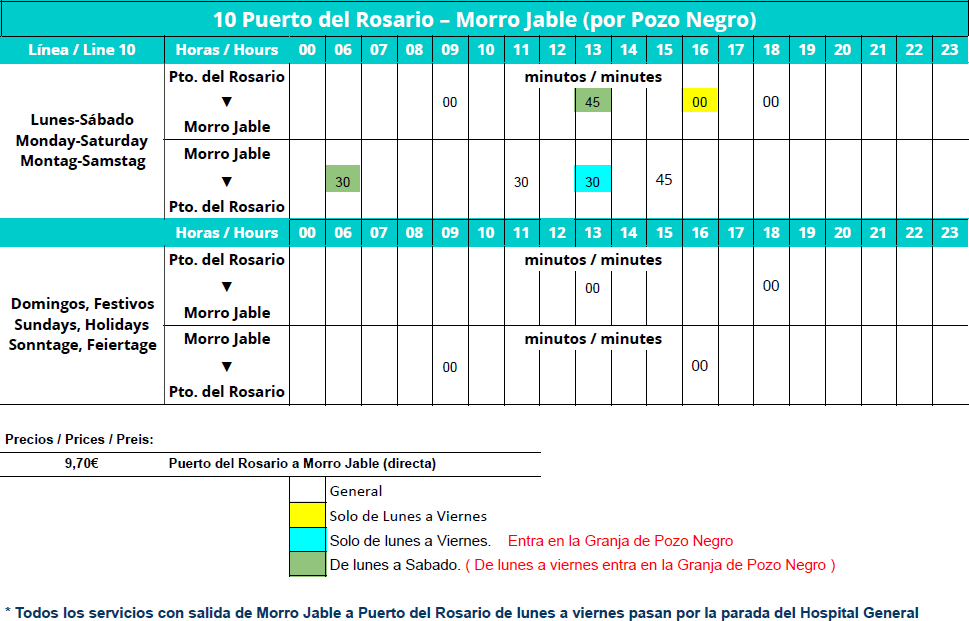 10 Puerto del Rosario – Morro Jable (por Pozo Negro)
Línea / Line 10 Horas / Hours 00 06 07 08 09 10 11 12 13 14 15 16 17 18 19 20 21 22 23
Lunes-Sábado
Monday-Saturday
Montag-Samstag
Pto. del Rosario minutos / minutes
▼ 00 45 00 00
Morro Jable
Morro Jable
▼ 30 30 30 45
Pto. del Rosario
Horas / Hours 00 06 07 08 09 10 11 12 13 14 15 16 17 18 19 20 21 22 23
Domingos, Festivos
Sundays, Holidays
Sonntage, Feiertage
Pto. del Rosario minutos / minutes
▼ 00 00
Morro Jable
Morro Jable minutos / minutes
▼ 00 00
Pto. del Rosario
Precios / Prices / Preis:
9,70€ Puerto del Rosario a Morro Jable (directa)
General
Solo de Lunes a Viernes
Solo de lunes a Viernes. Entra en la Granja de Pozo Negro
De lunes a Sabado. ( De lunes a viernes entra en la Granja de Pozo Negro )
* Todos los servicios con salida de Morro Jable a Puerto del Rosario de lunes a viernes pasan por la parada del Hospital General